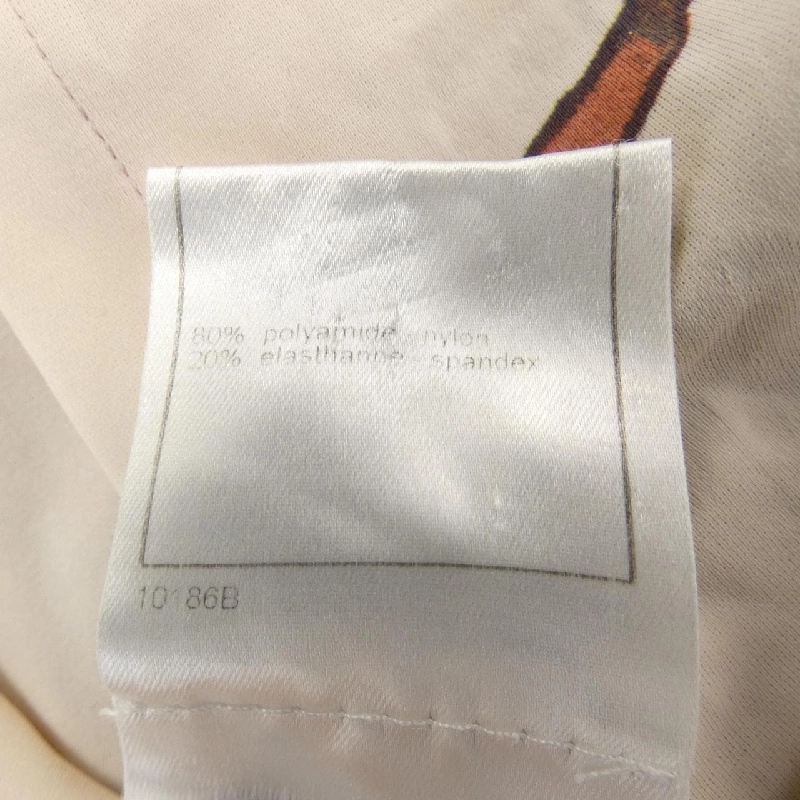 80% polyamide - nylon
20% elasthanne - spandex
10186B